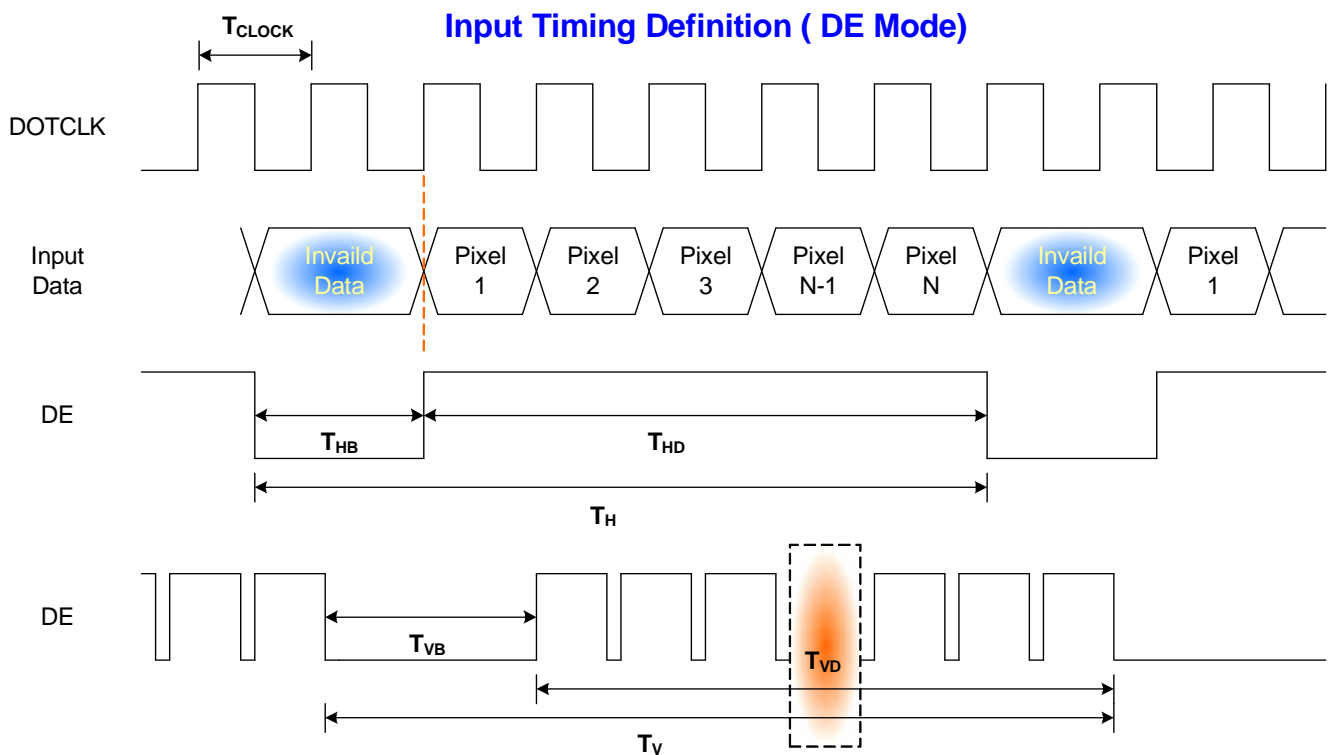 Input Timing Definition ( DE Mode)
TCLOCK
DOTCLK
Input
Data
Invaild
Data
Pixel
1
Pixel
2
Pixel
3
Pixel
N-1
Pixel
N
Invaild
Data
Pixel
1
DE
THB
THD
TH
DE
TVB
TVD
TV